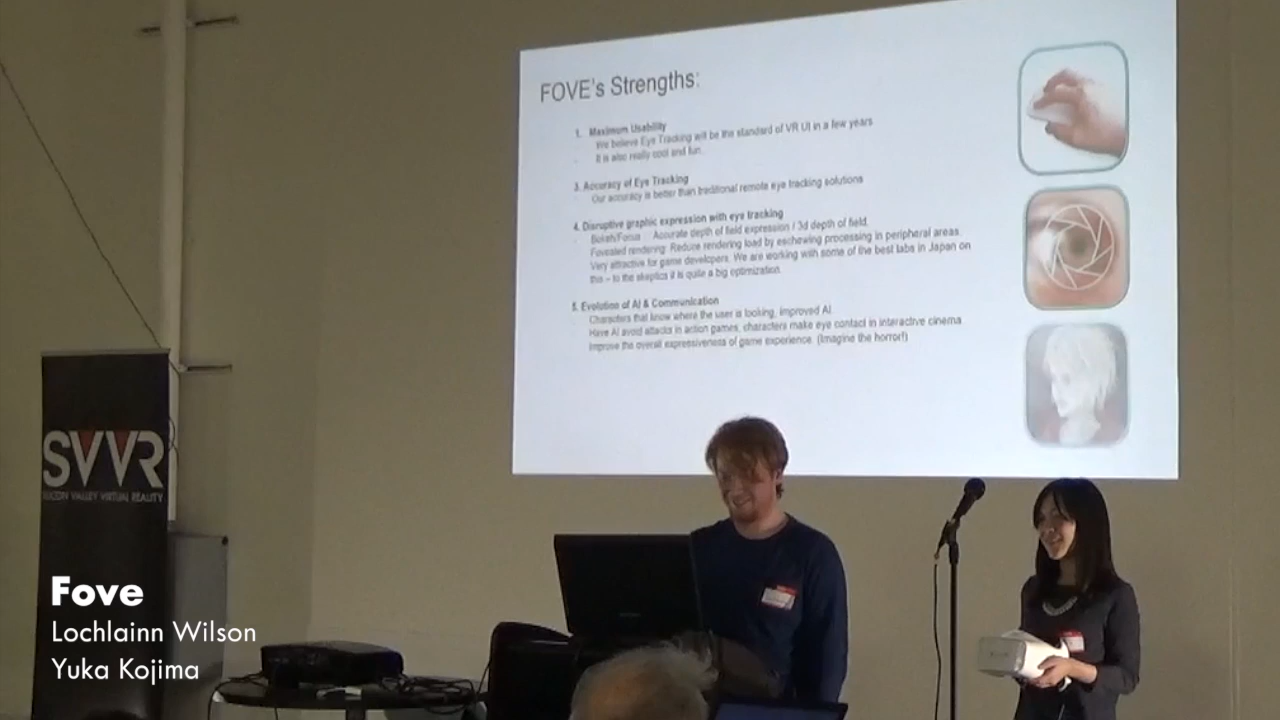 FOVE's Strengths:
1. Maximum Usability
We believe Eye Tracking will be the standard of VR UI in a few years
It is also really cool and fun.
3. Accuracy of Eye Tracking
Our accuracy is better than traditional remote eye tracking solutions
4. Disruptive graphic expression with eye tracking
Bokeh/Focus : Accurate depth of field expression / 3d depth of field.
Foveated rendering: Reduce rendering load by eschewing processing in peripheral areas.
Very attractive for game developers. We are working with some of the best labs in Japan on
this – to the skeptics it is quite a big optimization.
5. Evolution of AI & Communication
Characters that know where the user is looking, improved AI.
Have AI avoid attacks in action games, characters make eye contact in interactive cinema
Improve the overall expressiveness of game experience. (Imagine the horror!)
SVVR
SILICON VALLEY VIRTUAL REALITY
Fove
Lochlainn Wilson
Yuka Kojima